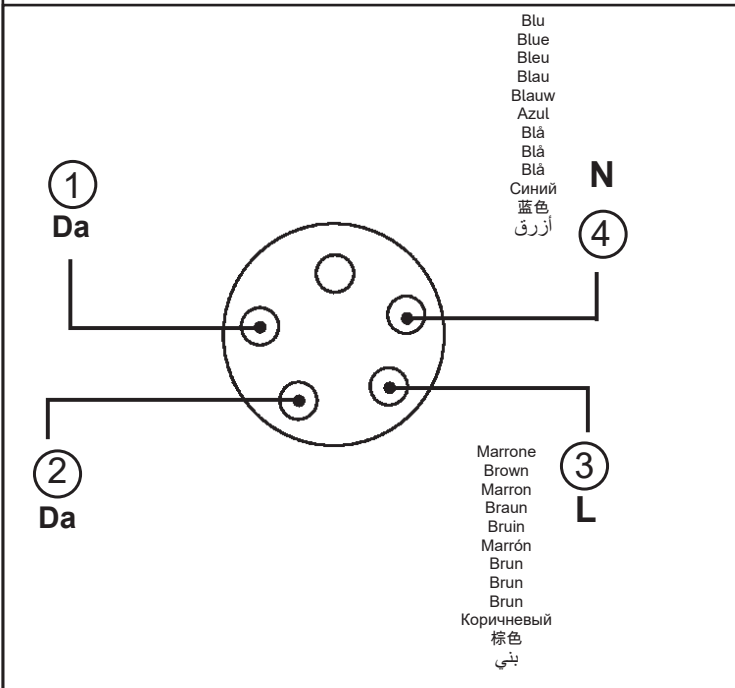 Blu
Blue
Bleu
Blau
Blauw
Azul
Blå
Blå
Blå
Синий
蓝色
أزرق
N
4
1
Da
2
Da
Marrone
Brown
Marron
Braun
Bruin
Marrón
Brun
Brun
Brun
Коричневый
棕色
بني
3
L